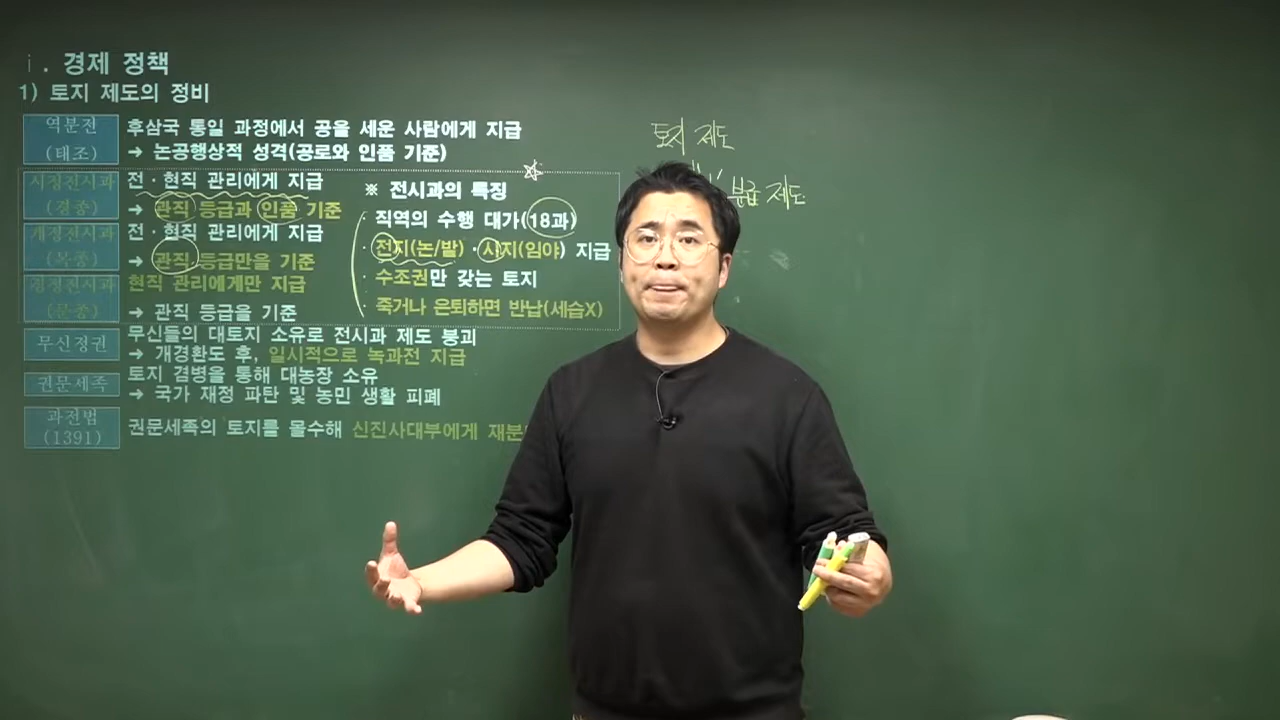 ⅰ. 경제 정책
1) 토지 제도의 정비
역분전
(태조)
후삼국 통일 과정에서 공을 세운 사람에게 지급
→ 논공행상적 성격(공로와 인품 기준)
시정전시과
(경종)
전·현직 관리에게 지급
→ 관직 등급과 인품 기준
개정전시과
(목종)
전·현직 관리에게 지급
→ 관직 등급만을 기준
경정전시과
(문종)
현직 관리에게만 지급
→ 관직 등급을 기준
※ 전시과의 특징
· 직역의 수행 대가(18과)
· 전지(논/밭)·시지(임야) 지급
· 수조권만 갖는 토지
· 죽거나 은퇴하면 반납(세습X)
무신정권
무신들의 대토지 소유로 전시과 제도 붕괴
→ 개경환도 후, 일시적으로 녹과전 지급
권문세족
토지 겸병을 통해 대농장 소유
→ 국가 재정 파탄 및 농민 생활 피폐
과전법
(1391)
권문세족의 토지를 몰수해 신진사대부에게 재분
토지 제도
분급 제도